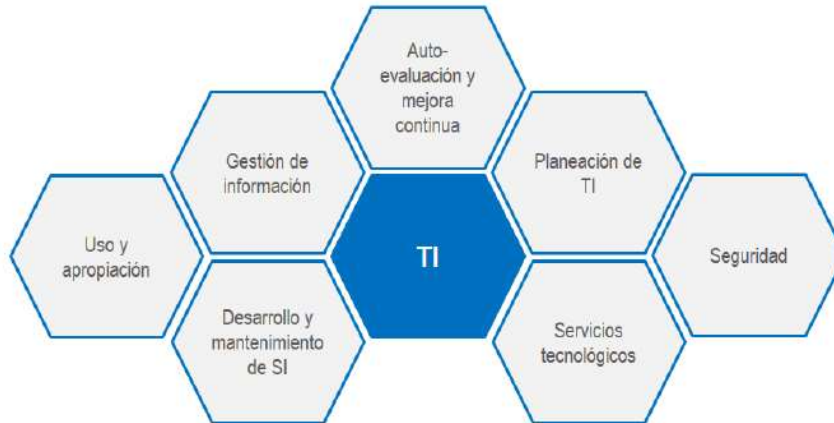 Auto-
evaluación y
mejora
continua
Gestión de
información
Planeación de
TI
Uso y
apropiación
TI
Seguridad
Desarrollo y
mantenimiento
de SI
Servicios
tecnológicos